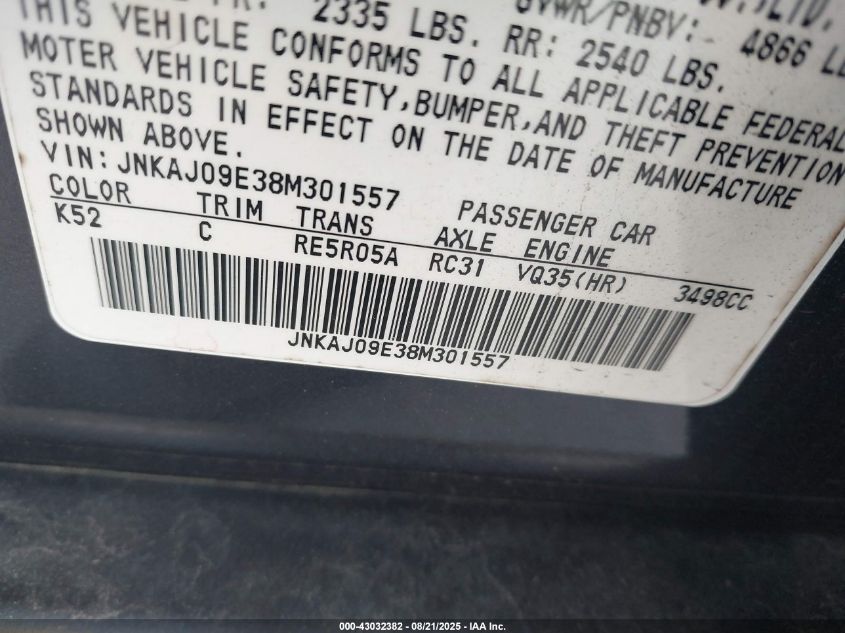 2335 LBS. RR: 2540 LBS.
GVWR/PNBV: 4866
THIS VEHICLE CONFORMS TO ALL APPLICABLE FEDERAL
MOTOR VEHICLE SAFETY, BUMPER, AND THEFT PREVENTION
STANDARDS IN EFFECT ON THE DATE OF MANUFACTURE
SHOWN ABOVE.
VIN: JNKAJ09E38M301557 PASSENGER CAR
COLOR TRIM TRANS AXLE ENGINE
K52 C RE5R05A RC31 VQ35(HR) 3498CC
JNKAJ09E38M301557
000-43032382 - 08/21/2025 - IAA Inc.